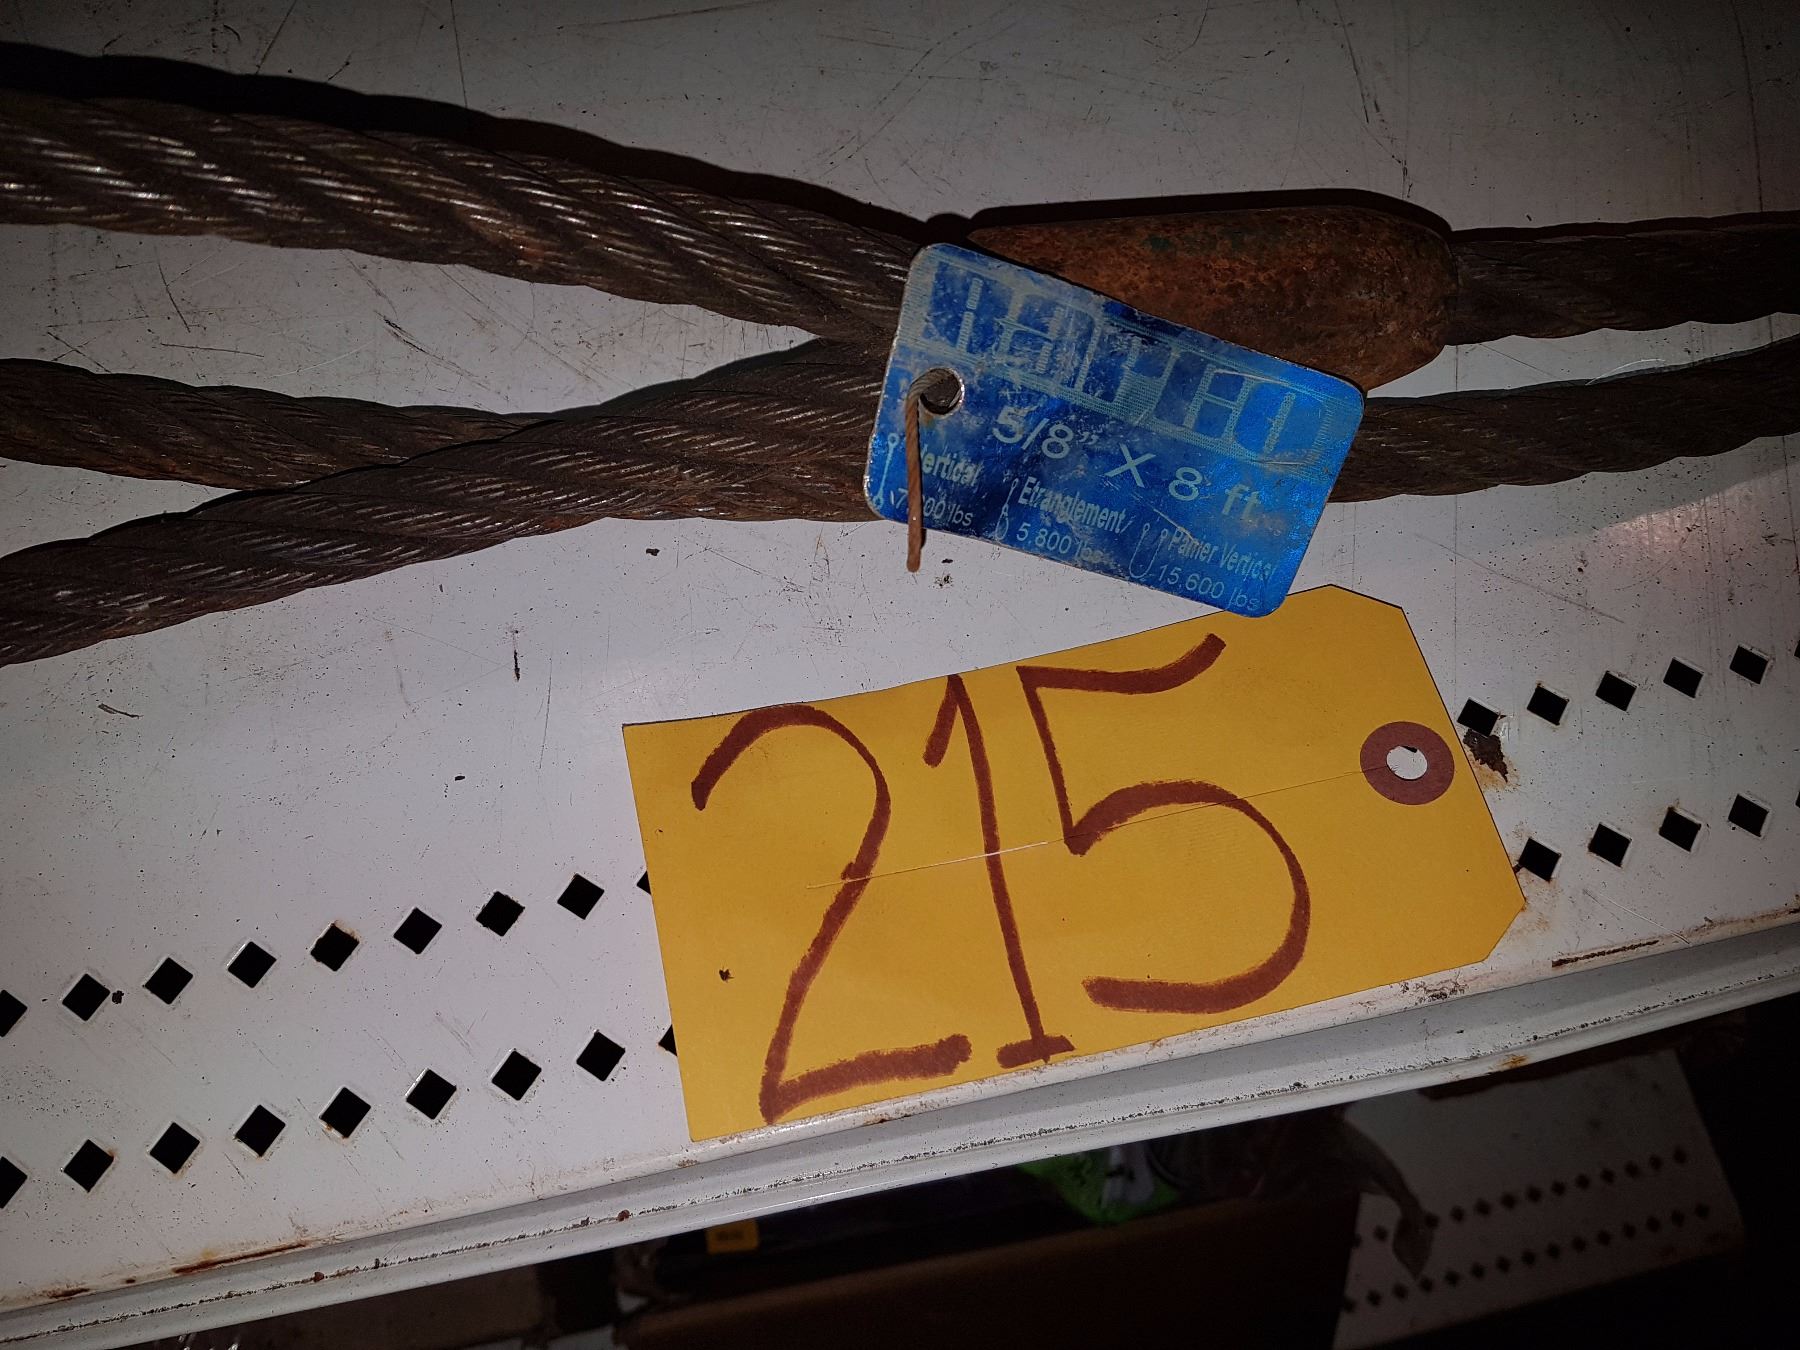 5/8" X 8 ft
Vertical
Etranglement
5,800 lbs
Panier Vertical
15,600 lbs
215